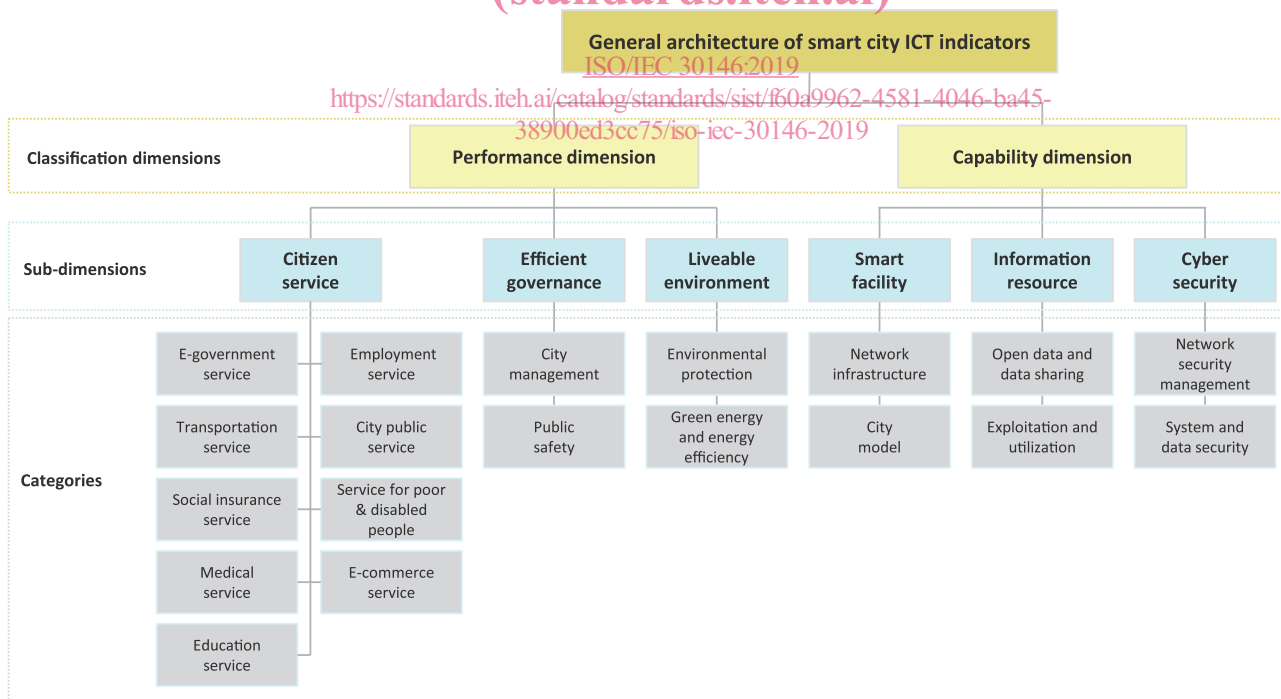 (standards.iteh.ai)
General architecture of smart city ICT indicators
ISO/IEC 30146:2019
https://standards.iteh.ai/catalog/standards/sist/f60a9962-4581-4046-ba45-
38900ed3cc75/iso-iec-30146-2019
Classification dimensions
Performance dimension
Capability dimension
Sub-dimensions
Citizen
service
Efficient
governance
Liveable
environment
Smart
facility
Information
resource
Cyber
security
Categories
E-government
service
Employment
service
Transportation
service
City public
service
Social insurance
service
Service for poor
& disabled
people
Medical
service
E-commerce
service
Education
service
City
management
Public
safety
Environmental
protection
Green energy
and energy
efficiency
Network
infrastructure
City
model
Open data and
data sharing
Exploitation and
utilization
Network
security
management
System and
data security